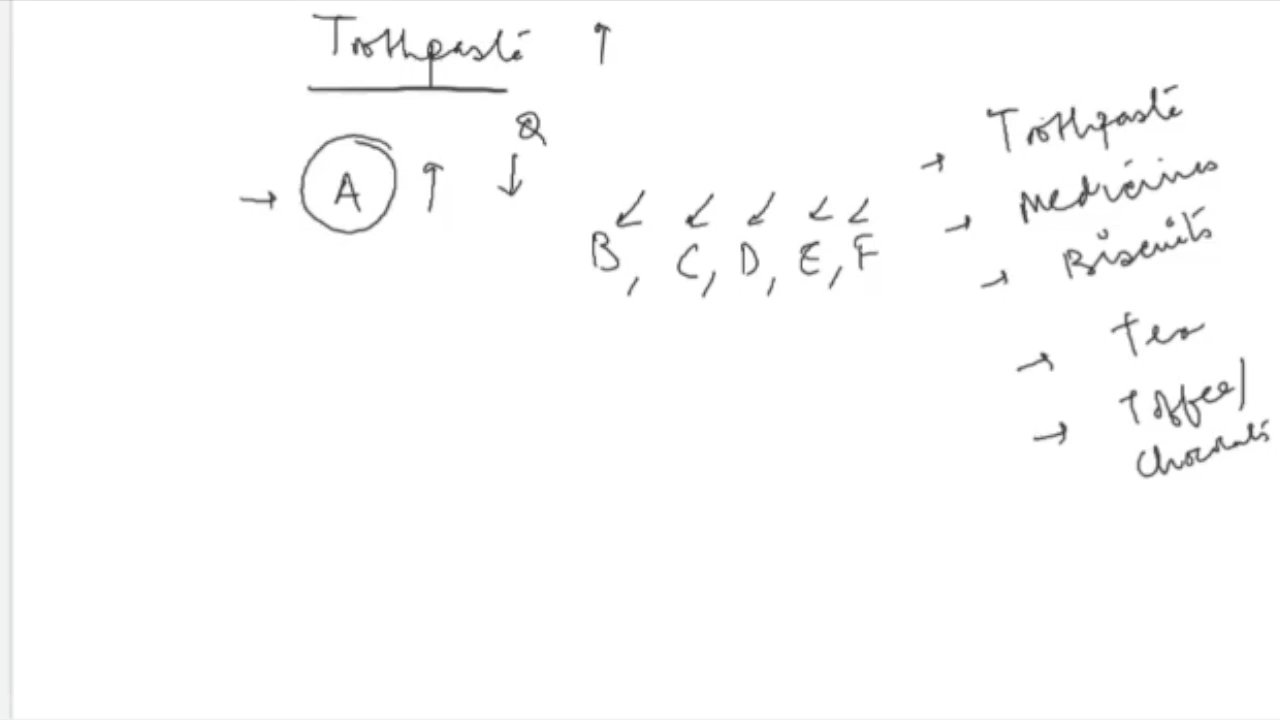 Toothpaste ↑
Q
→ A ↑ ↓
B, C, D, E, F
→ Toothpaste
→ Medicines
→ Biscuits
→ Tea
→ Toffee/
Chocolates